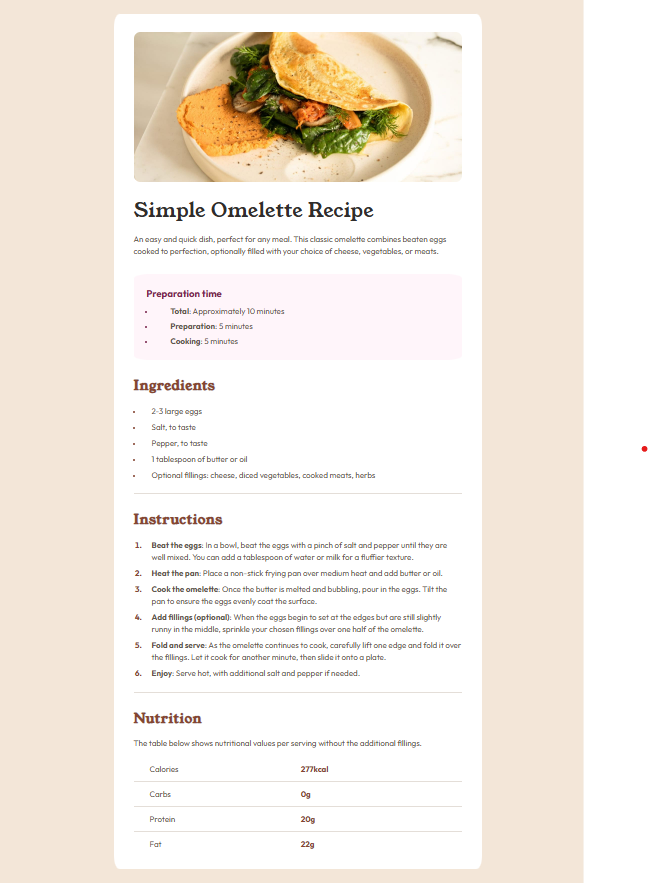 Simple Omelette Recipe
An easy and quick dish, perfect for any meal. This classic omelette combines beaten eggs
cooked to perfection, optionally filled with your choice of cheese, vegetables, or meats.
Preparation time
• Total: Approximately 10 minutes
• Preparation: 5 minutes
• Cooking: 5 minutes
Ingredients
• 2-3 large eggs
• Salt, to taste
• Pepper, to taste
• 1 tablespoon of butter or oil
• Optional fillings: cheese, diced vegetables, cooked meats, herbs
Instructions
1. Beat the eggs: In a bowl, beat the eggs with a pinch of salt and pepper until they are
well mixed. You can add a tablespoon of water or milk for a fluffier texture.
2. Heat the pan: Place a non-stick frying pan over medium heat and add butter or oil.
3. Cook the omelette: Once the butter is melted and bubbling, pour in the eggs. Tilt the
pan to ensure the eggs evenly coat the surface.
4. Add fillings (optional): When the eggs begin to set at the edges but are still slightly
runny in the middle, sprinkle your chosen fillings over one half of the omelette.
5. Fold and serve: As the omelette continues to cook, carefully lift one edge and fold it over
the fillings. Let it cook for another minute, then slide it onto a plate.
6. Enjoy: Serve hot, with additional salt and pepper if needed.
Nutrition
The table below shows nutritional values per serving without the additional fillings.
Calories 277kcal
Carbs 0g
Protein 20g
Fat 22g